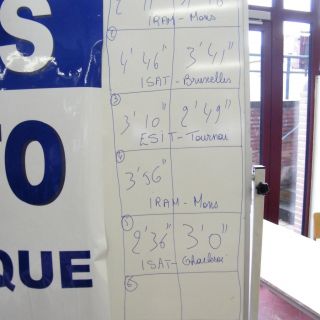 IRAM - Mons
2
4'46" 3'41"
ISAT - Bruxelles
3
3'10" 2'49"
ESIT - Tournai
4
3'56"
IRAM - Mons
5
2'36" 3'0"
ISAT - Charleroi
6
S
TO
QUE